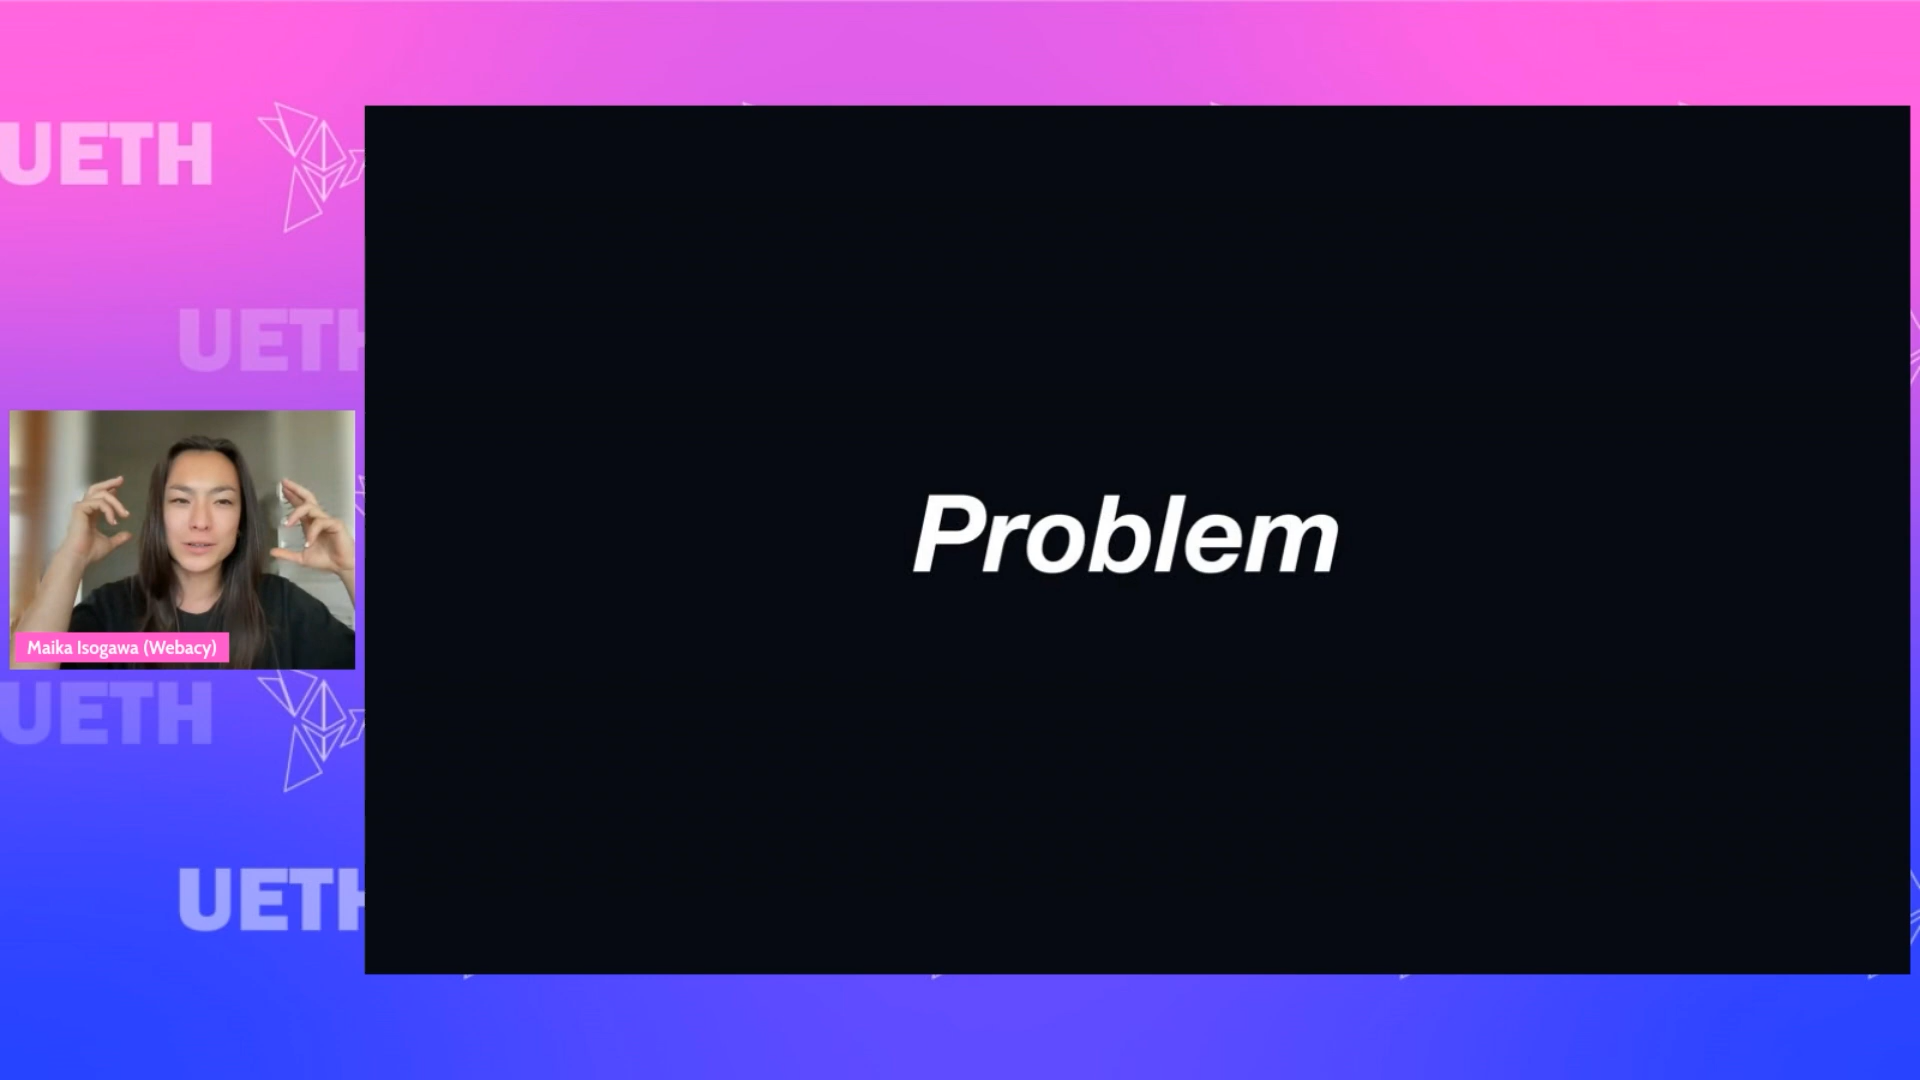 UETH
UETH
Problem
Maika Isogawa (Webacy)
UETH
UETH